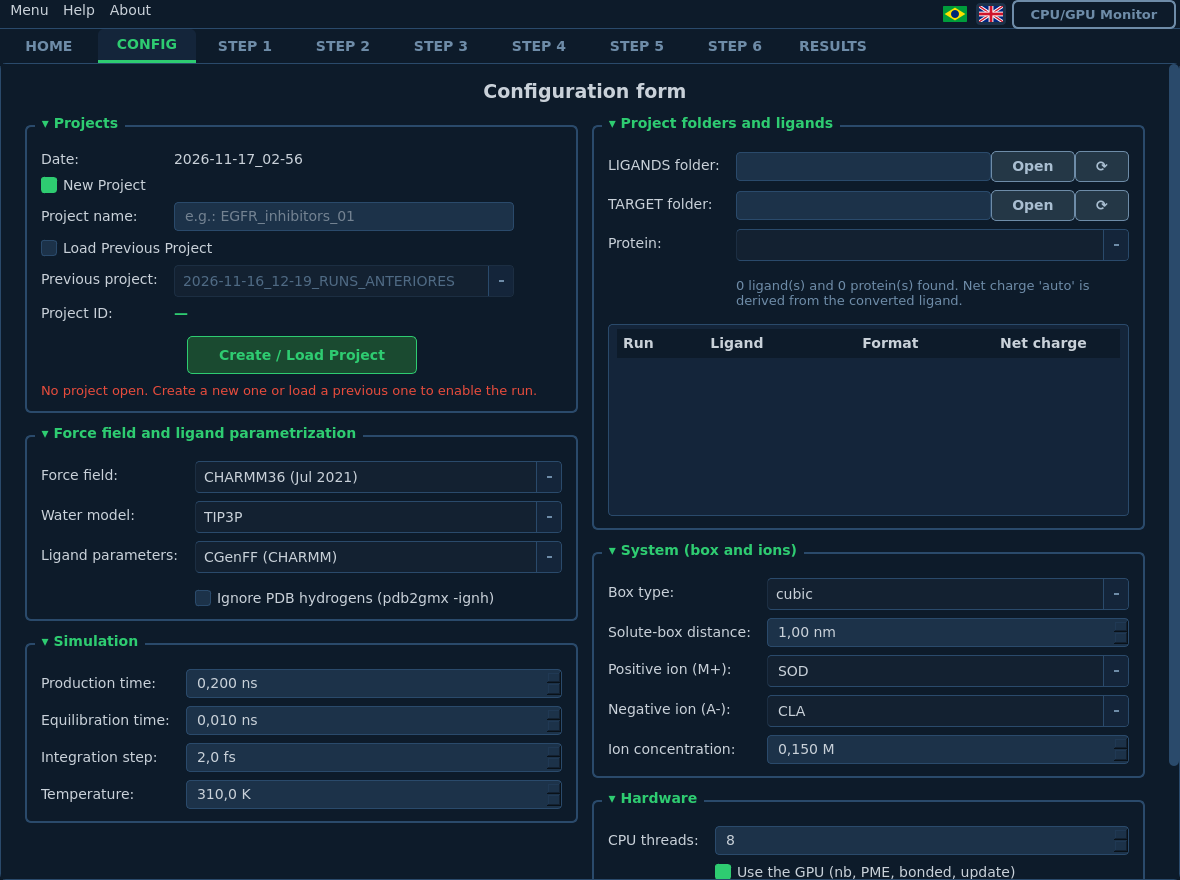 Menu Help About
CPU/GPU Monitor
HOME CONFIG STEP 1 STEP 2 STEP 3 STEP 4 STEP 5 STEP 6 RESULTS
Configuration form
▾ Projects
Date: 2026-11-17_02-56
New Project
Project name: e.g.: EGFR_inhibitors_01
Load Previous Project
Previous project: 2026-11-16_12-19_RUNS_ANTERIORES
Project ID: —
Create / Load Project
No project open. Create a new one or load a previous one to enable the run.
▾ Force field and ligand parametrization
Force field: CHARMM36 (Jul 2021)
Water model: TIP3P
Ligand parameters: CGenFF (CHARMM)
Ignore PDB hydrogens (pdb2gmx -ignh)
▾ Simulation
Production time: 0,200 ns
Equilibration time: 0,010 ns
Integration step: 2,0 fs
Temperature: 310,0 K
▾ Project folders and ligands
LIGANDS folder: Open ⟳
TARGET folder: Open ⟳
Protein:
0 ligand(s) and 0 protein(s) found. Net charge 'auto' is
derived from the converted ligand.
Run Ligand Format Net charge
▾ System (box and ions)
Box type: cubic
Solute-box distance: 1,00 nm
Positive ion (M+): SOD
Negative ion (A-): CLA
Ion concentration: 0,150 M
▾ Hardware
CPU threads: 8
Use the GPU (nb, PME, bonded, update)